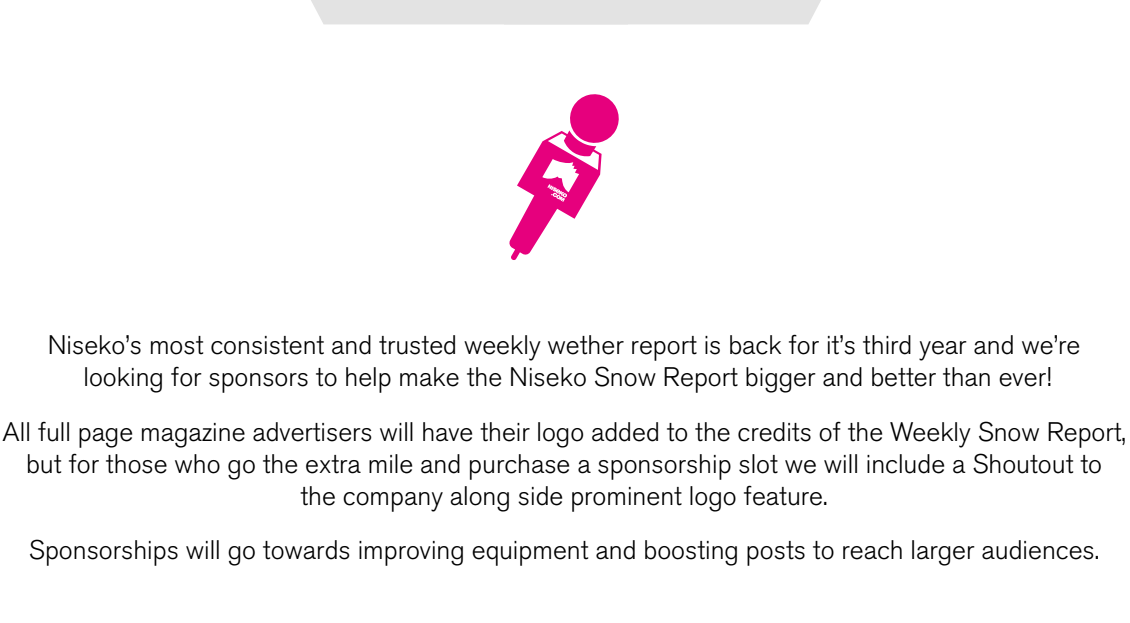 NISEKO
.COM
Niseko's most consistent and trusted weekly wether report is back for it's third year and we're
looking for sponsors to help make the Niseko Snow Report bigger and better than ever!
All full page magazine advertisers will have their logo added to the credits of the Weekly Snow Report,
but for those who go the extra mile and purchase a sponsorship slot we will include a Shoutout to
the company along side prominent logo feature.
Sponsorships will go towards improving equipment and boosting posts to reach larger audiences.